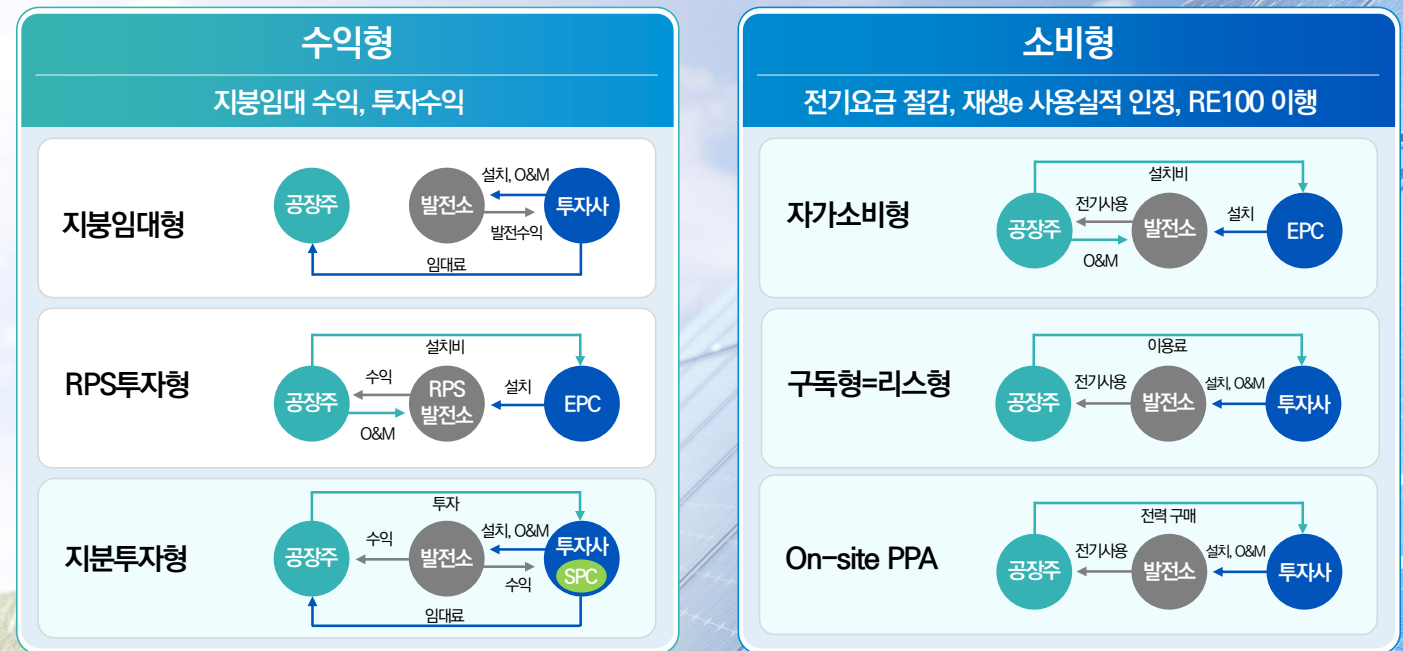 수익형
지붕임대 수익, 투자수익
지붕임대형
공장주
발전소
설치, O&M
발전수익
투자사
임대료
RPS투자형
설치비
공장주
수익
O&M
RPS
발전소
설치
EPC
지분투자형
투자
공장주
수익
발전소
설치, O&M
수익
투자사
SPC
임대료
소비형
전기요금 절감, 재생e 사용실적 인정, RE100 이행
자가소비형
설치비
공장주
전기사용
O&M
발전소
설치
EPC
구독형=리스형
이용료
공장주
전기사용
발전소
설치, O&M
투자사
On-site PPA
전력 구매
공장주
전기사용
발전소
설치, O&M
투자사